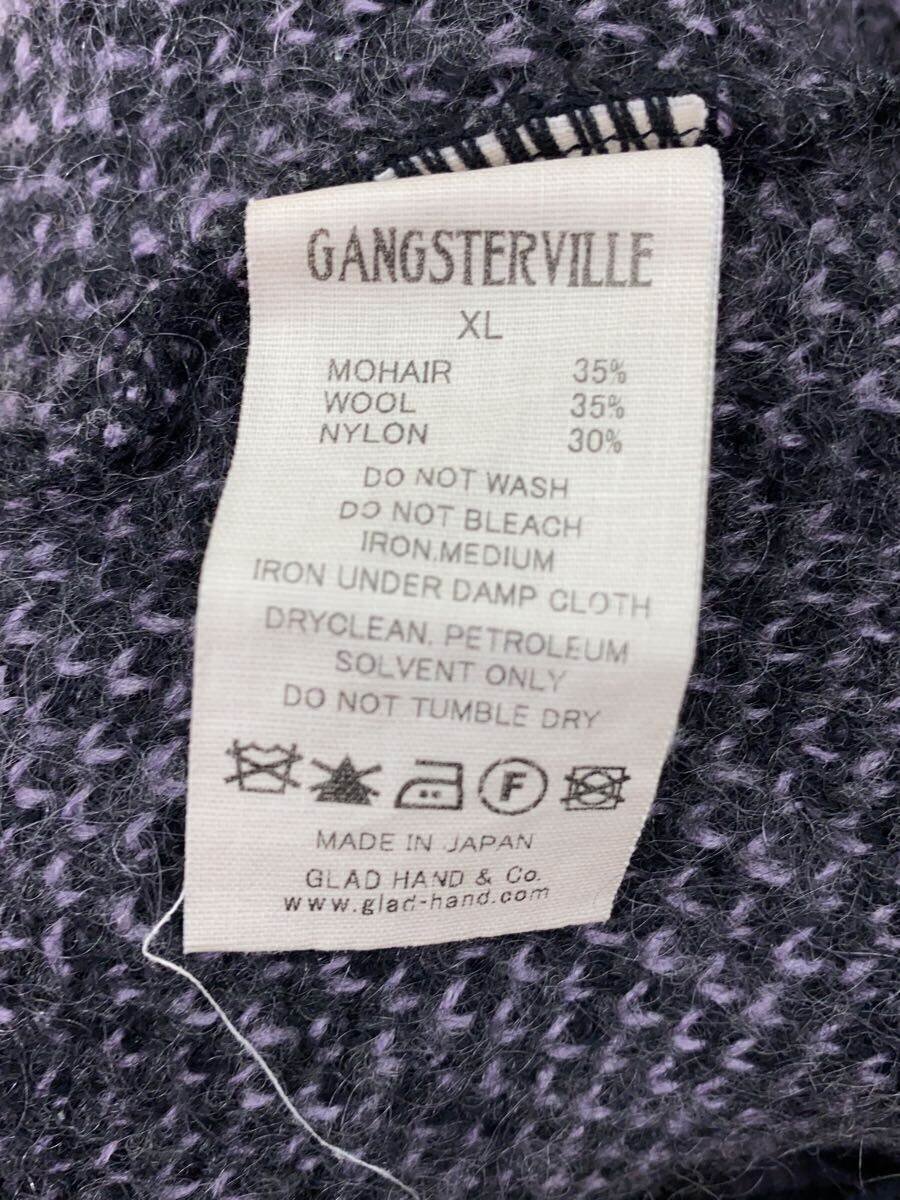 GANGSTERVILLE
XL
MOHAIR 35%
WOOL 35%
NYLON 30%
DO NOT WASH
DO NOT BLEACH
IRON.MEDIUM
IRON UNDER DAMP CLOTH
DRYCLEAN. PETROLEUM
SOLVENT ONLY
DO NOT TUMBLE DRY
F
MADE IN JAPAN
GLAD HAND & Co.
www.glad-hand.com